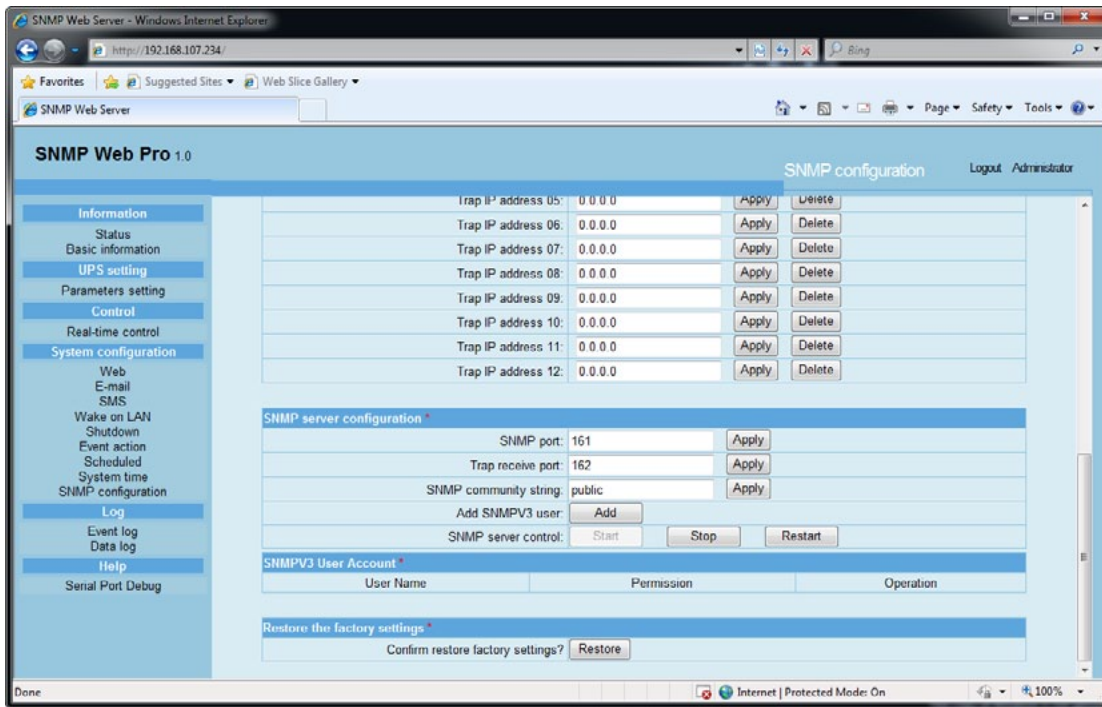 SNMP Web Server - Windows Internet Explorer
http://192.168.107.234/
Bing
Favorites Suggested Sites Web Slice Gallery
SNMP Web Server
Page Safety Tools
SNMP Web Pro 1.0
SNMP configuration Logout Administrator
Information
Status
Basic information
UPS setting
Parameters setting
Control
Real-time control
System configuration
Web
E-mail
SMS
Wake on LAN
Shutdown
Event action
Scheduled
System time
SNMP configuration
Log
Event log
Data log
Help
Serial Port Debug
Trap IP address 05: 0.0.0.0 Apply Delete
Trap IP address 06: 0.0.0.0 Apply Delete
Trap IP address 07: 0.0.0.0 Apply Delete
Trap IP address 08: 0.0.0.0 Apply Delete
Trap IP address 09: 0.0.0.0 Apply Delete
Trap IP address 10: 0.0.0.0 Apply Delete
Trap IP address 11: 0.0.0.0 Apply Delete
Trap IP address 12: 0.0.0.0 Apply Delete
SNMP server configuration *
SNMP port: 161 Apply
Trap receive port: 162 Apply
SNMP community string: public Apply
Add SNMPV3 user: Add
SNMP server control: Start Stop Restart
SNMPV3 User Account *
User Name Permission Operation
Restore the factory settings *
Confirm restore factory settings? Restore
Done Internet | Protected Mode: On 100%